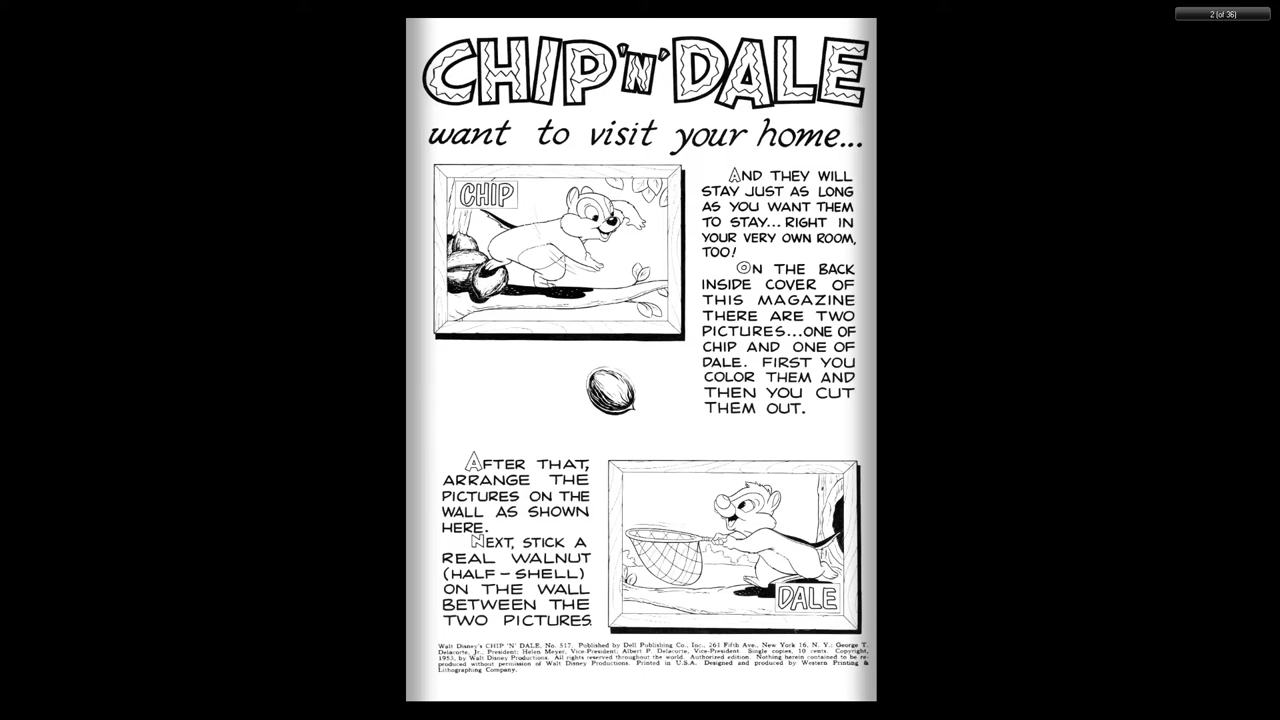 2 (of 36)
CHIP 'N' DALE
want to visit your home...
CHIP
AND THEY WILL
STAY JUST AS LONG
AS YOU WANT THEM
TO STAY... RIGHT IN
YOUR VERY OWN ROOM,
TOO!
ON THE BACK
INSIDE COVER OF
THIS MAGAZINE
THERE ARE TWO
PICTURES...ONE OF
CHIP AND ONE OF
DALE. FIRST YOU
COLOR THEM AND
THEN YOU CUT
THEM OUT.
AFTER THAT,
ARRANGE THE
PICTURES ON THE
WALL AS SHOWN
HERE.
NEXT, STICK A
REAL WALNUT
(HALF-SHELL)
ON THE WALL
BETWEEN THE
TWO PICTURES.
DALE
Walt Disney's CHIP 'N' DALE, No. 517. Published by Dell Publishing Co., Inc., 261 Fifth Ave., New York 16, N. Y.; George T.
Delacorte, Jr., President; Helen Meyer, Vice-President; Albert P. Delacorte, Vice-President. Single copies, 10 cents. Copyright,
1953, by Walt Disney Productions. All rights reserved throughout the world. Authorized edition. Nothing herein contained to be re-
produced without permission of Walt Disney Productions. Printed in U.S.A. Designed and produced by Western Printing &
Lithographing Company.